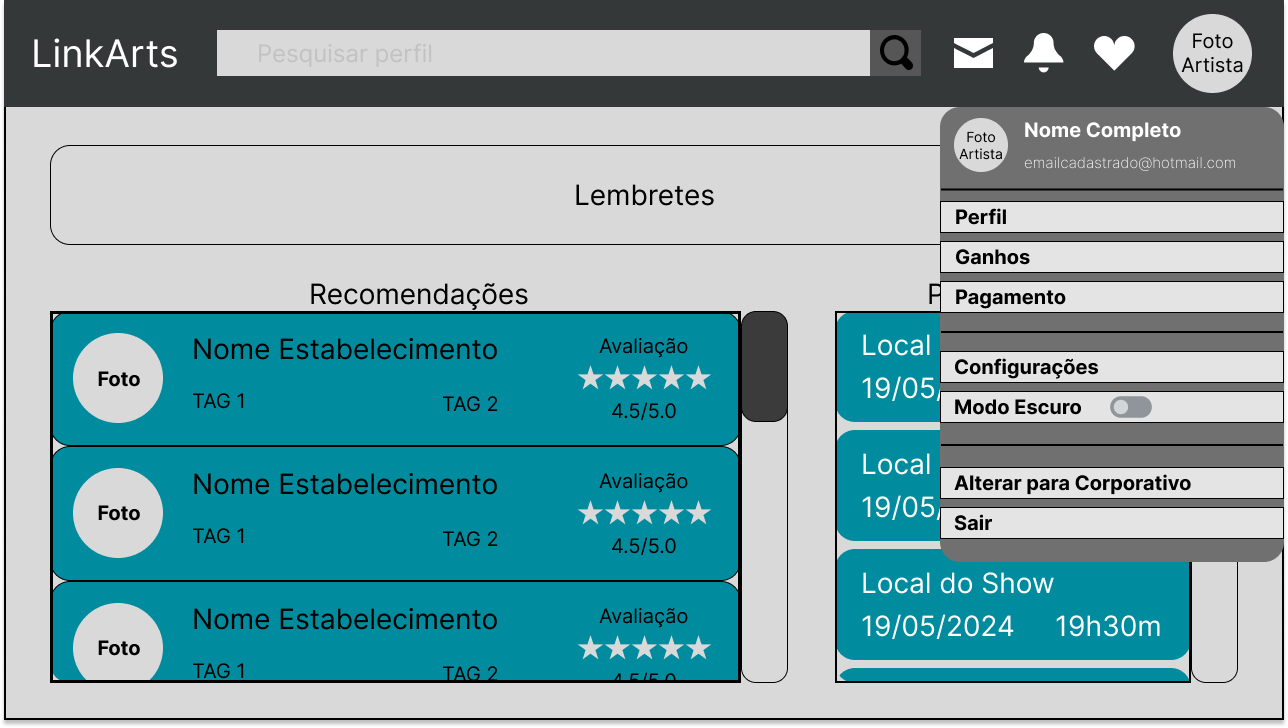 LinkArts
Pesquisar perfil
Foto
Artista
Foto
Artista
Nome Completo
emailcadastrado@hotmail.com
Perfil
Ganhos
Pagamento
Configurações
Modo Escuro
Alterar para Corporativo
Sair
Lembretes
Recomendações
Foto
Nome Estabelecimento
TAG 1
TAG 2
Avaliação
4.5/5.0
Foto
Nome Estabelecimento
TAG 1
TAG 2
Avaliação
4.5/5.0
Foto
Nome Estabelecimento
TAG 1
TAG 2
Avaliação
4.5/5.0
P
Local
19/05/
Local
19/05/
Local do Show
19/05/2024 19h30m